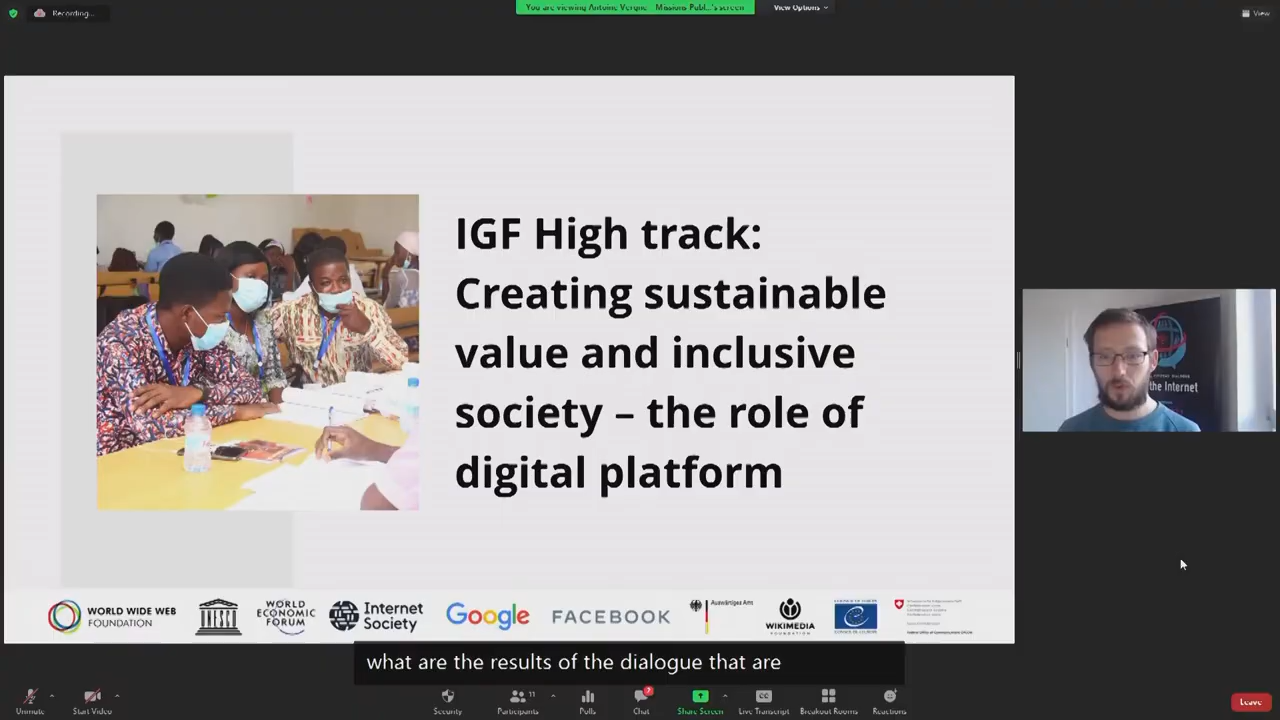 Recording...
You are viewing Antoine Vergne - Missions Publ...'s screen
View Options
View
IGF High track:
Creating sustainable
value and inclusive
society – the role of
digital platform
the Internet
WORLD WIDE WEB
FOUNDATION
WORLD
ECONOMIC
FORUM
Internet
Society
Google
FACEBOOK
Auswärtiges Amt
WIKIMEDIA
FOUNDATION
what are the results of the dialogue that are
Unmute
Start Video
Security
Participants
11
Polls
Chat
7
Share Screen
Live Transcript
Breakout Rooms
Reactions
Leave